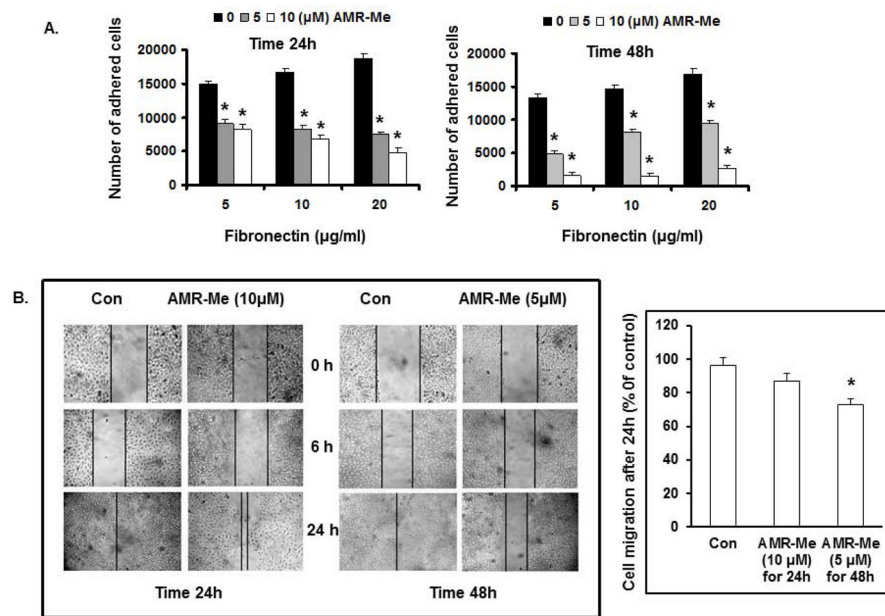 A.
0 5 10 (µM) AMR-Me
Time 24h
Number of adhered cells
20000
15000
10000
5000
0
* * * * * *
5 10 20
Fibronectin (µg/ml)
0 5 10 (µM) AMR-Me
Time 48h
Number of adhered cells
20000
15000
10000
5000
0
* * * * * *
5 10 20
Fibronectin (µg/ml)
B.
Con AMR-Me (10µM) Con AMR-Me (5µM)
0 h
6 h
24 h
Time 24h Time 48h
Cell migration after 24h (% 0f control)
120
100
80
60
40
20
0
*
Con AMR-Me AMR-Me
(10 µM) (5 µM)
for 24h for 48h